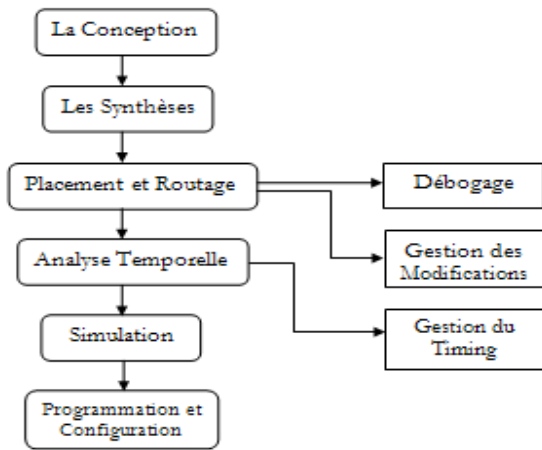 La Conception
Les Synthèses
Placement et Routage
Débogage
Gestion des
Modifications
Analyse Temporelle
Gestion du
Timing
Simulation
Programmation et
Configuration